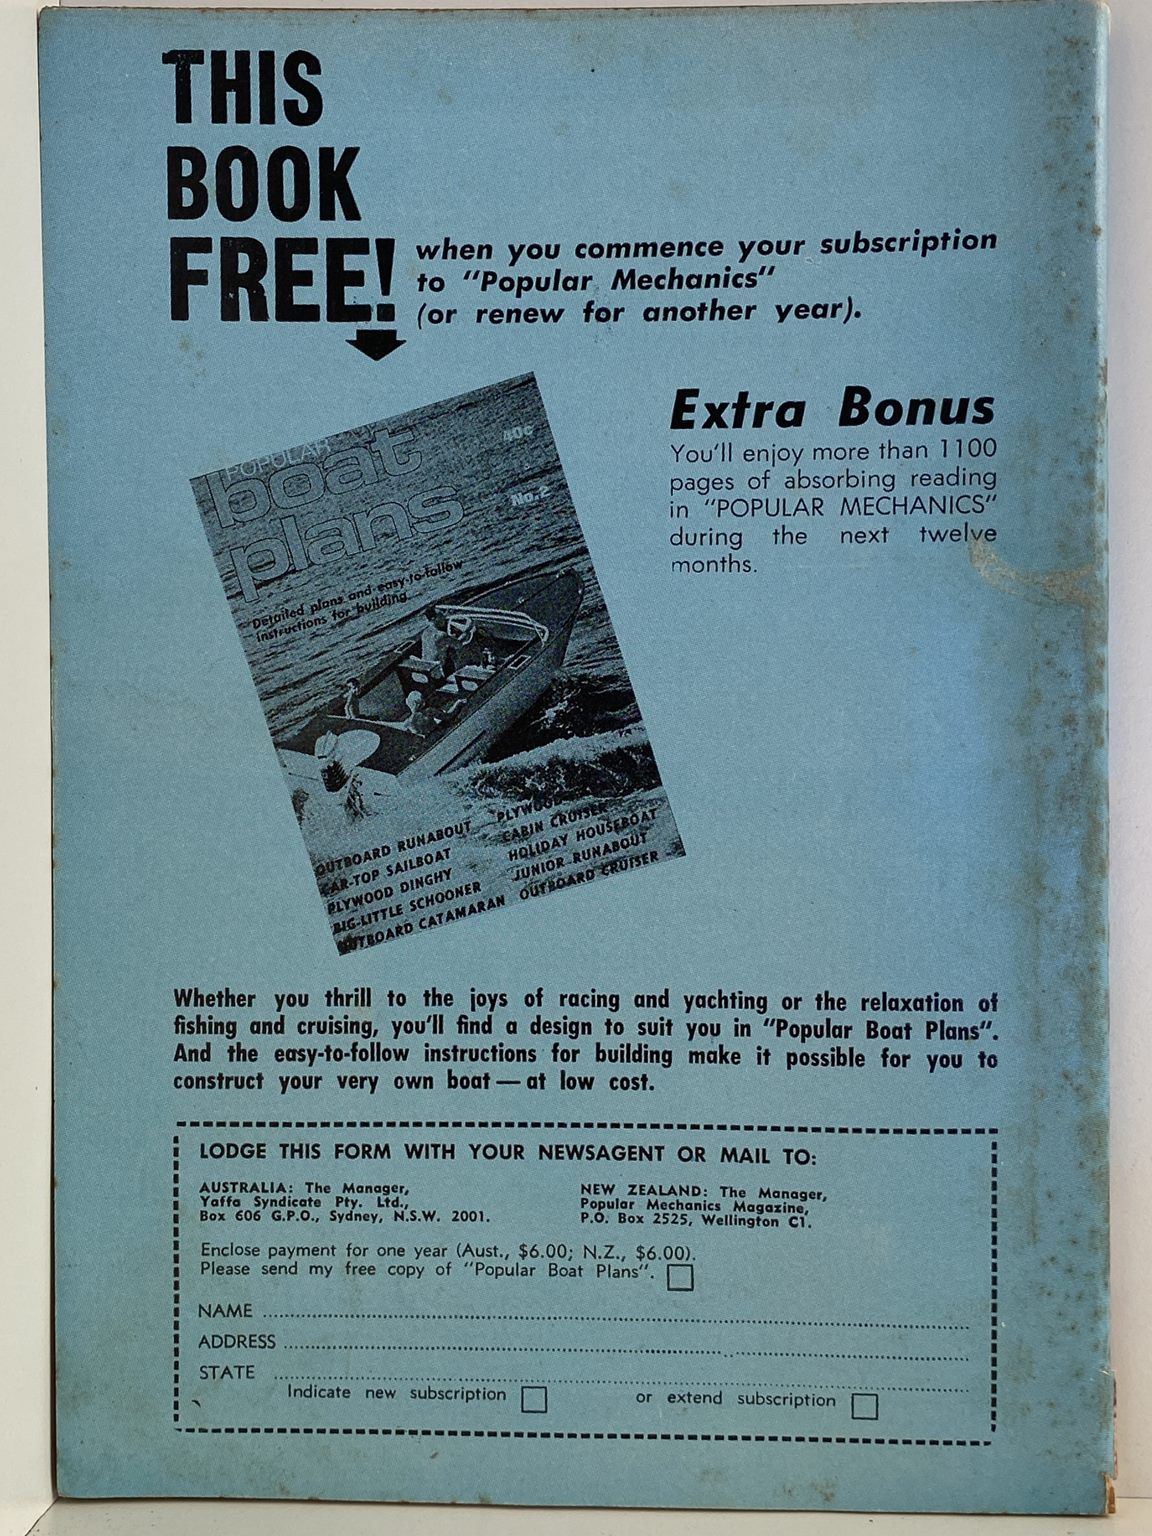 THIS
BOOK
FREE!
when you commence your subscription
to "Popular Mechanics"
(or renew for another year).
Extra Bonus
You'll enjoy more than 1100
pages of absorbing reading
in "POPULAR MECHANICS"
during the next twelve
months.
POPULAR
boat
plans
40c
No. 2
Detailed plans and easy-to-follow
instructions for building
OUTBOARD RUNABOUT
CAR-TOP SAILBOAT
PLYWOOD DINGHY
BIG-LITTLE SCHOONER
OUTBOARD CATAMARAN
PLYWOOD
CABIN CRUISER
HOLIDAY HOUSEBOAT
JUNIOR RUNABOUT
OUTBOARD CRUISER
Whether you thrill to the joys of racing and yachting or the relaxation of
fishing and cruising, you'll find a design to suit you in "Popular Boat Plans".
And the easy-to-follow instructions for building make it possible for you to
construct your very own boat — at low cost.
LODGE THIS FORM WITH YOUR NEWSAGENT OR MAIL TO:
AUSTRALIA: The Manager,
Yaffa Syndicate Pty. Ltd.,
Box 606 G.P.O., Sydney, N.S.W. 2001.
NEW ZEALAND: The Manager,
Popular Mechanics Magazine,
P.O. Box 2525, Wellington C1.
Enclose payment for one year (Aust., $6.00; N.Z., $6.00).
Please send my free copy of "Popular Boat Plans".
NAME
ADDRESS
STATE
Indicate new subscription
or extend subscription